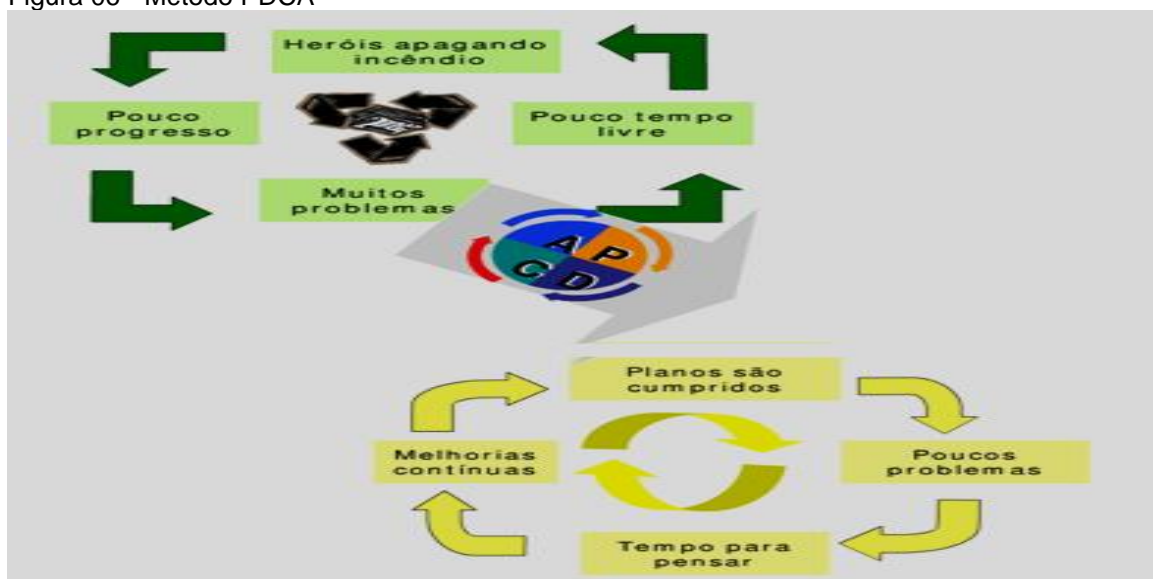 Heróis apagando
incêndio
Pouco
progresso
Pouco tempo
livre
Muitos
problemas
A P
C D
Planos são
cumpridos
Melhorias
contínuas
Poucos
problemas
Tempo para
pensar